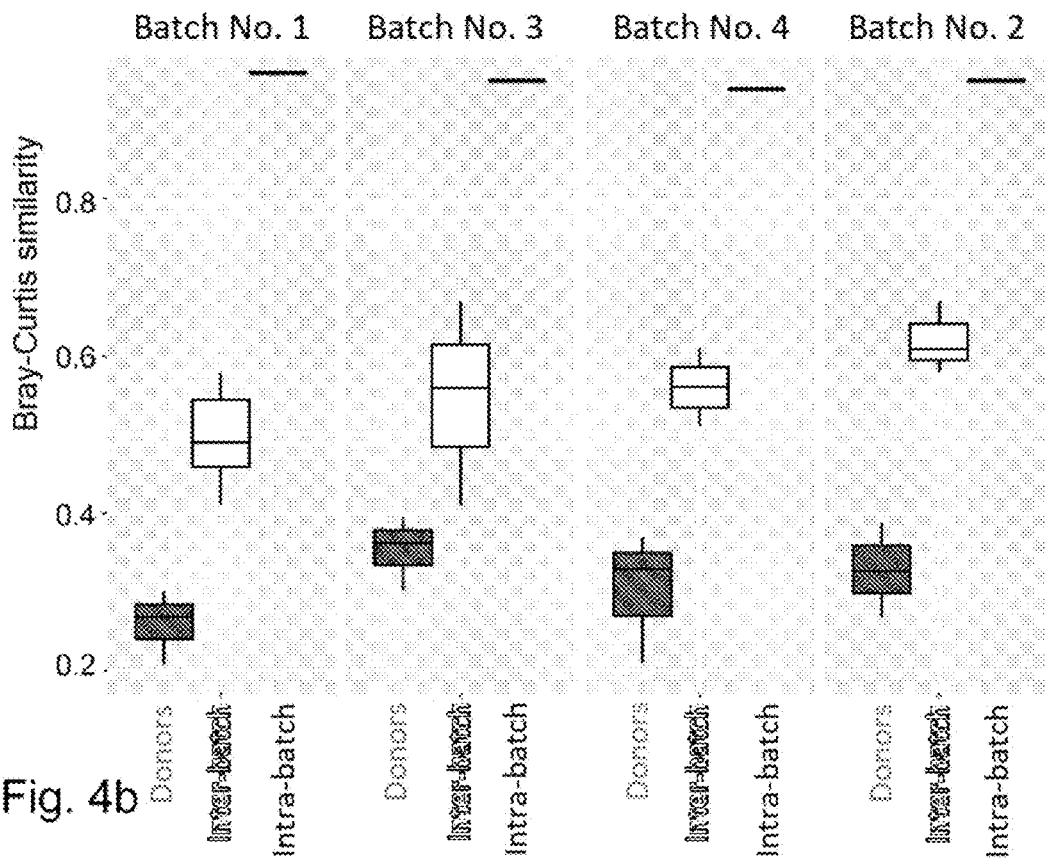 Batch No. 1 Batch No. 3 Batch No. 4 Batch No. 2
Bray-Curtis similarity
0.8
0.6
0.4
0.2
Donors Inter-batch Intra-batch Donors Inter-batch Intra-batch Donors Inter-batch Intra-batch Donors Inter-batch Intra-batch
Fig. 4b